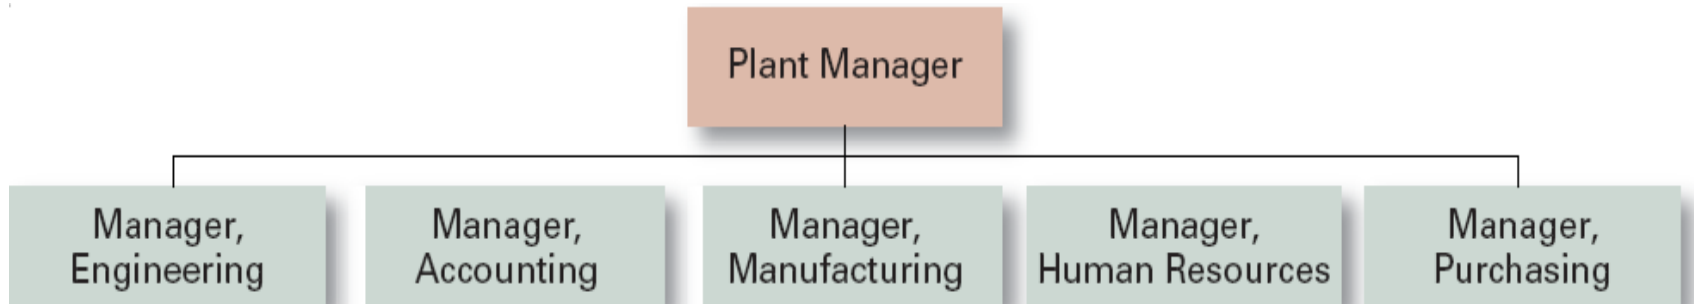 Plant Manager
Manager,
Engineering
Manager,
Accounting
Manager,
Manufacturing
Manager,
Human Resources
Manager,
Purchasing